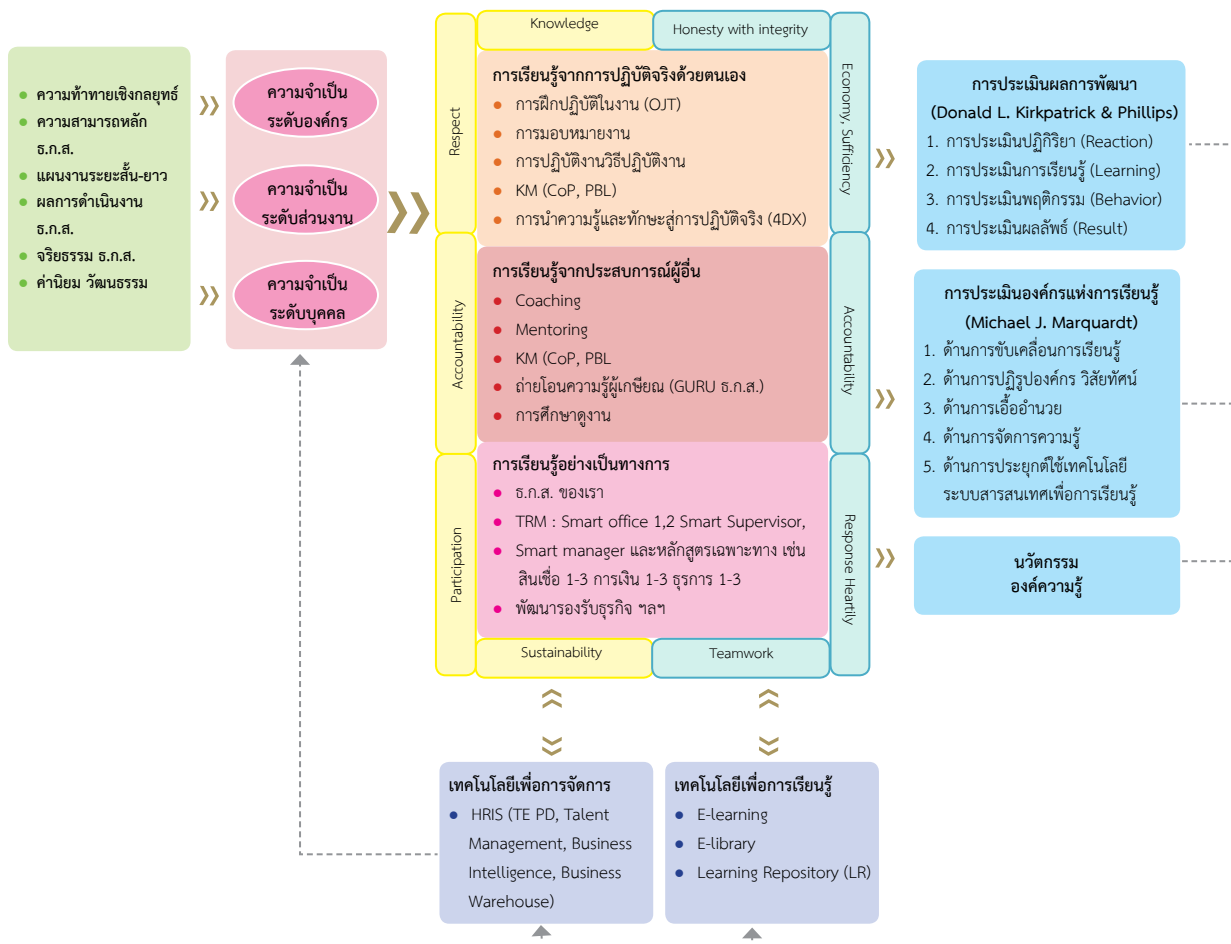 ความท้าทายเชิงกลยุทธ์
ความสามารถหลัก
ธ.ก.ส.
แผนงานระยะสั้น-ยาว
ผลการดำเนินงาน
ธ.ก.ส.
จริยธรรม ธ.ก.ส.
ค่านิยม วัฒนธรรม
ความจำเป็น
ระดับองค์กร
ความจำเป็น
ระดับส่วนงาน
ความจำเป็น
ระดับบุคคล
Knowledge
Honesty with integrity
Respect
Accountability
Participation
การเรียนรู้จากการปฏิบัติจริงด้วยตนเอง
การฝึกปฏิบัติในงาน (OJT)
การมอบหมายงาน
การปฏิบัติงานวิธีปฏิบัติงาน
KM (CoP, PBL)
การนำความรู้และทักษะสู่การปฏิบัติจริง (4DX)
การเรียนรู้จากประสบการณ์ผู้อื่น
Coaching
Mentoring
KM (CoP, PBL
ถ่ายโอนความรู้ผู้เกษียณ (GURU ธ.ก.ส.)
การศึกษาดูงาน
การเรียนรู้อย่างเป็นทางการ
ธ.ก.ส. ของเรา
TRM : Smart office 1,2 Smart Supervisor,
Smart manager และหลักสูตรเฉพาะทาง เช่น
สินเชื่อ 1-3 การเงิน 1-3 ธุรการ 1-3
พัฒนารองรับธุรกิจ ฯลฯ
Economy, Sufficiency
Accountability
Response Heartily
Sustainability
Teamwork
การประเมินผลการพัฒนา
(Donald L. Kirkpatrick & Phillips)
1. การประเมินปฏิกิริยา (Reaction)
2. การประเมินการเรียนรู้ (Learning)
3. การประเมินพฤติกรรม (Behavior)
4. การประเมินผลลัพธ์ (Result)
การประเมินองค์กรแห่งการเรียนรู้
(Michael J. Marquardt)
1. ด้านการขับเคลื่อนการเรียนรู้
2. ด้านการปฏิรูปองค์กร วิสัยทัศน์
3. ด้านการเอื้ออำนวย
4. ด้านการจัดการความรู้
5. ด้านการประยุกต์ใช้เทคโนโลยี
ระบบสารสนเทศเพื่อการเรียนรู้
นวัตกรรม
องค์ความรู้
เทคโนโลยีเพื่อการจัดการ
HRIS (TE PD, Talent
Management, Business
Intelligence, Business
Warehouse)
เทคโนโลยีเพื่อการเรียนรู้
E-learning
E-library
Learning Repository (LR)